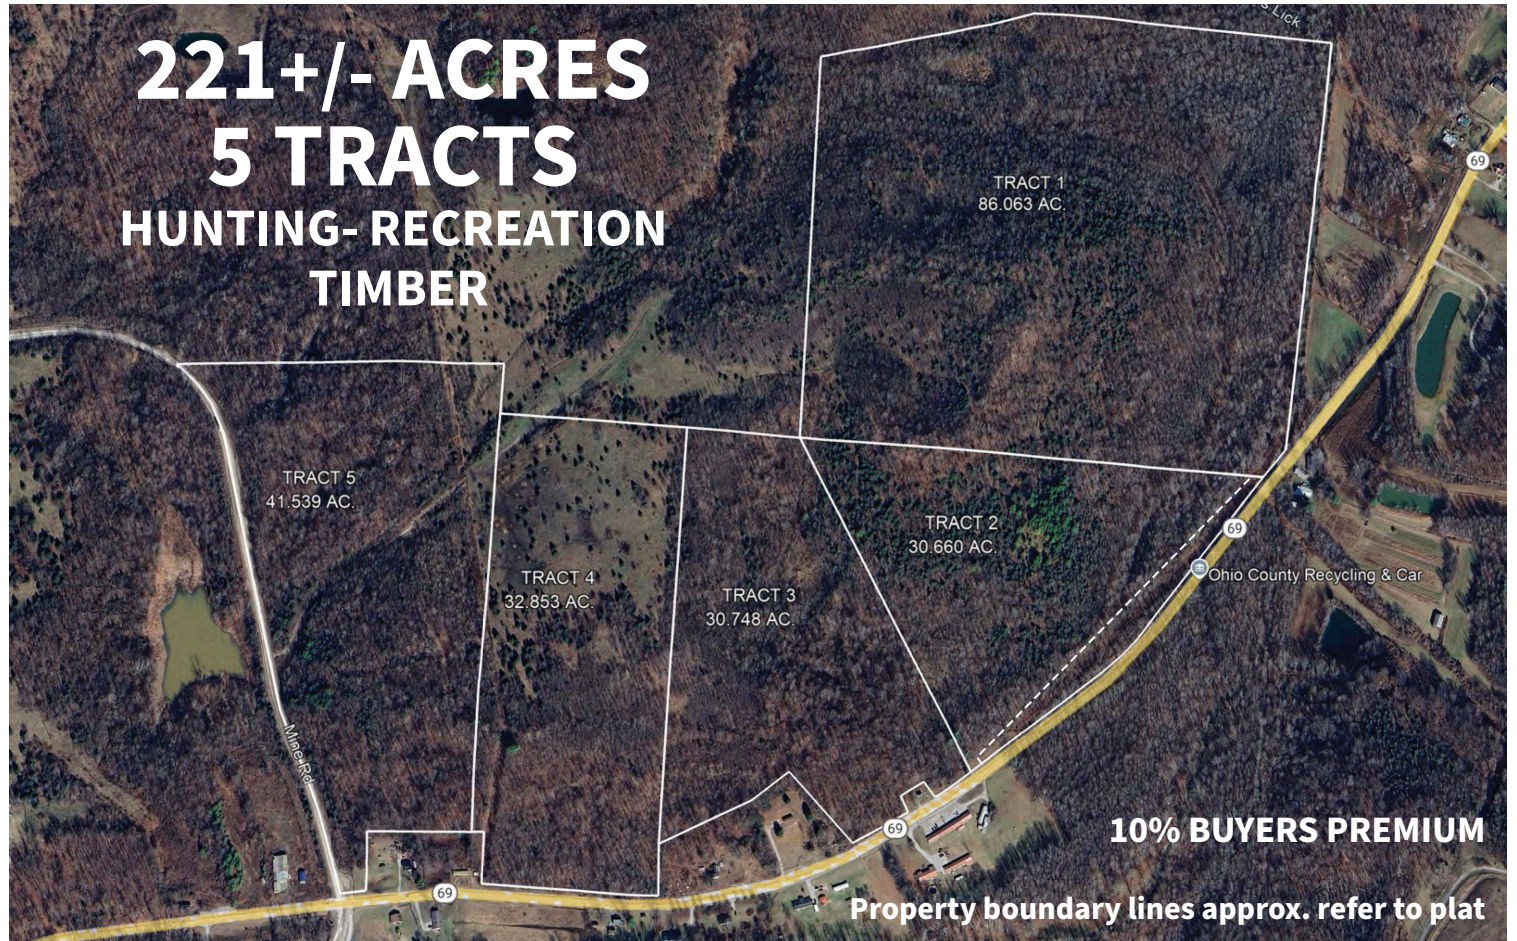 221+/- ACRES
5 TRACTS
HUNTING- RECREATION
TIMBER
s Lick
69
TRACT 1
86.063 AC.
TRACT 5
41.539 AC.
TRACT 2
30.660 AC.
69
TRACT 4
32.853 AC.
TRACT 3
30.748 AC.
Ohio County Recycling & Car
Mine Rd
69
69
10% BUYERS PREMIUM
Property boundary lines approx. refer to plat